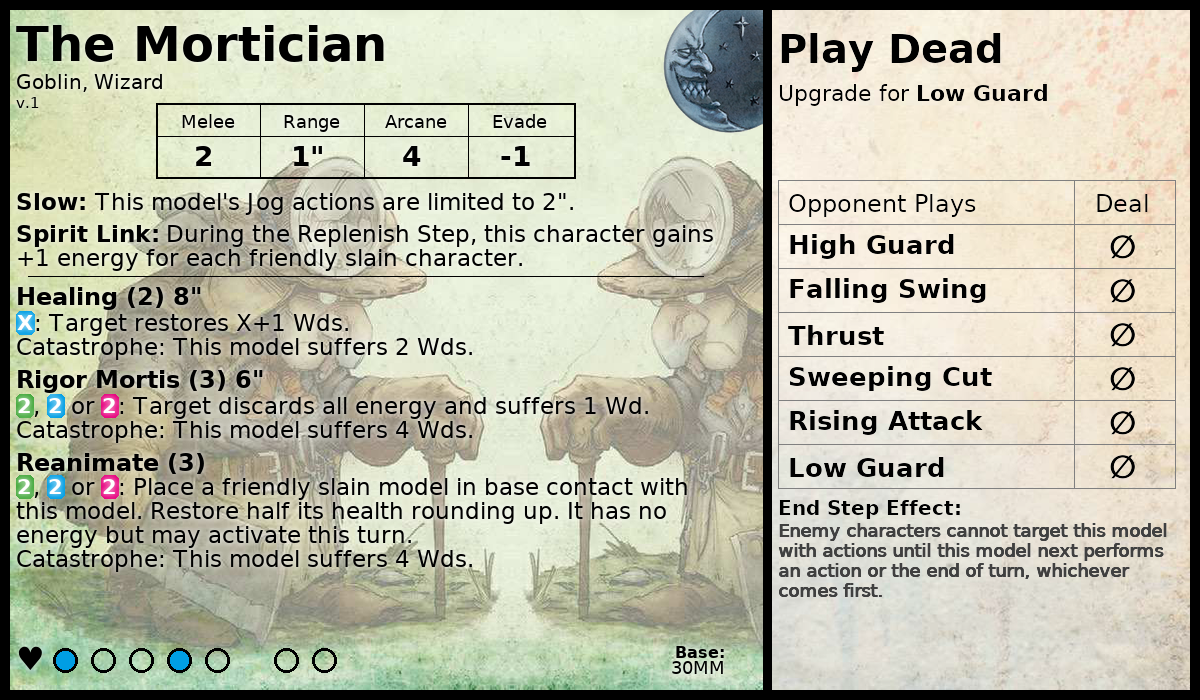 The Mortician
Goblin, Wizard
v.1
Melee Range Arcane Evade
2 1" 4 -1
Slow: This model's Jog actions are limited to 2".
Spirit Link: During the Replenish Step, this character gains
+1 energy for each friendly slain character.
Healing (2) 8"
X: Target restores X+1 Wds.
Catastrophe: This model suffers 2 Wds.
Rigor Mortis (3) 6"
2, 2 or 2: Target discards all energy and suffers 1 Wd.
Catastrophe: This model suffers 4 Wds.
Reanimate (3)
2, 2 or 2: Place a friendly slain model in base contact with
this model. Restore half its health rounding up. It has no
energy but may activate this turn.
Catastrophe: This model suffers 4 Wds.
Base:
30MM
Play Dead
Upgrade for Low Guard
Opponent Plays Deal
High Guard ∅
Falling Swing ∅
Thrust ∅
Sweeping Cut ∅
Rising Attack ∅
Low Guard ∅
End Step Effect:
Enemy characters cannot target this model
with actions until this model next performs
an action or the end of turn, whichever
comes first.